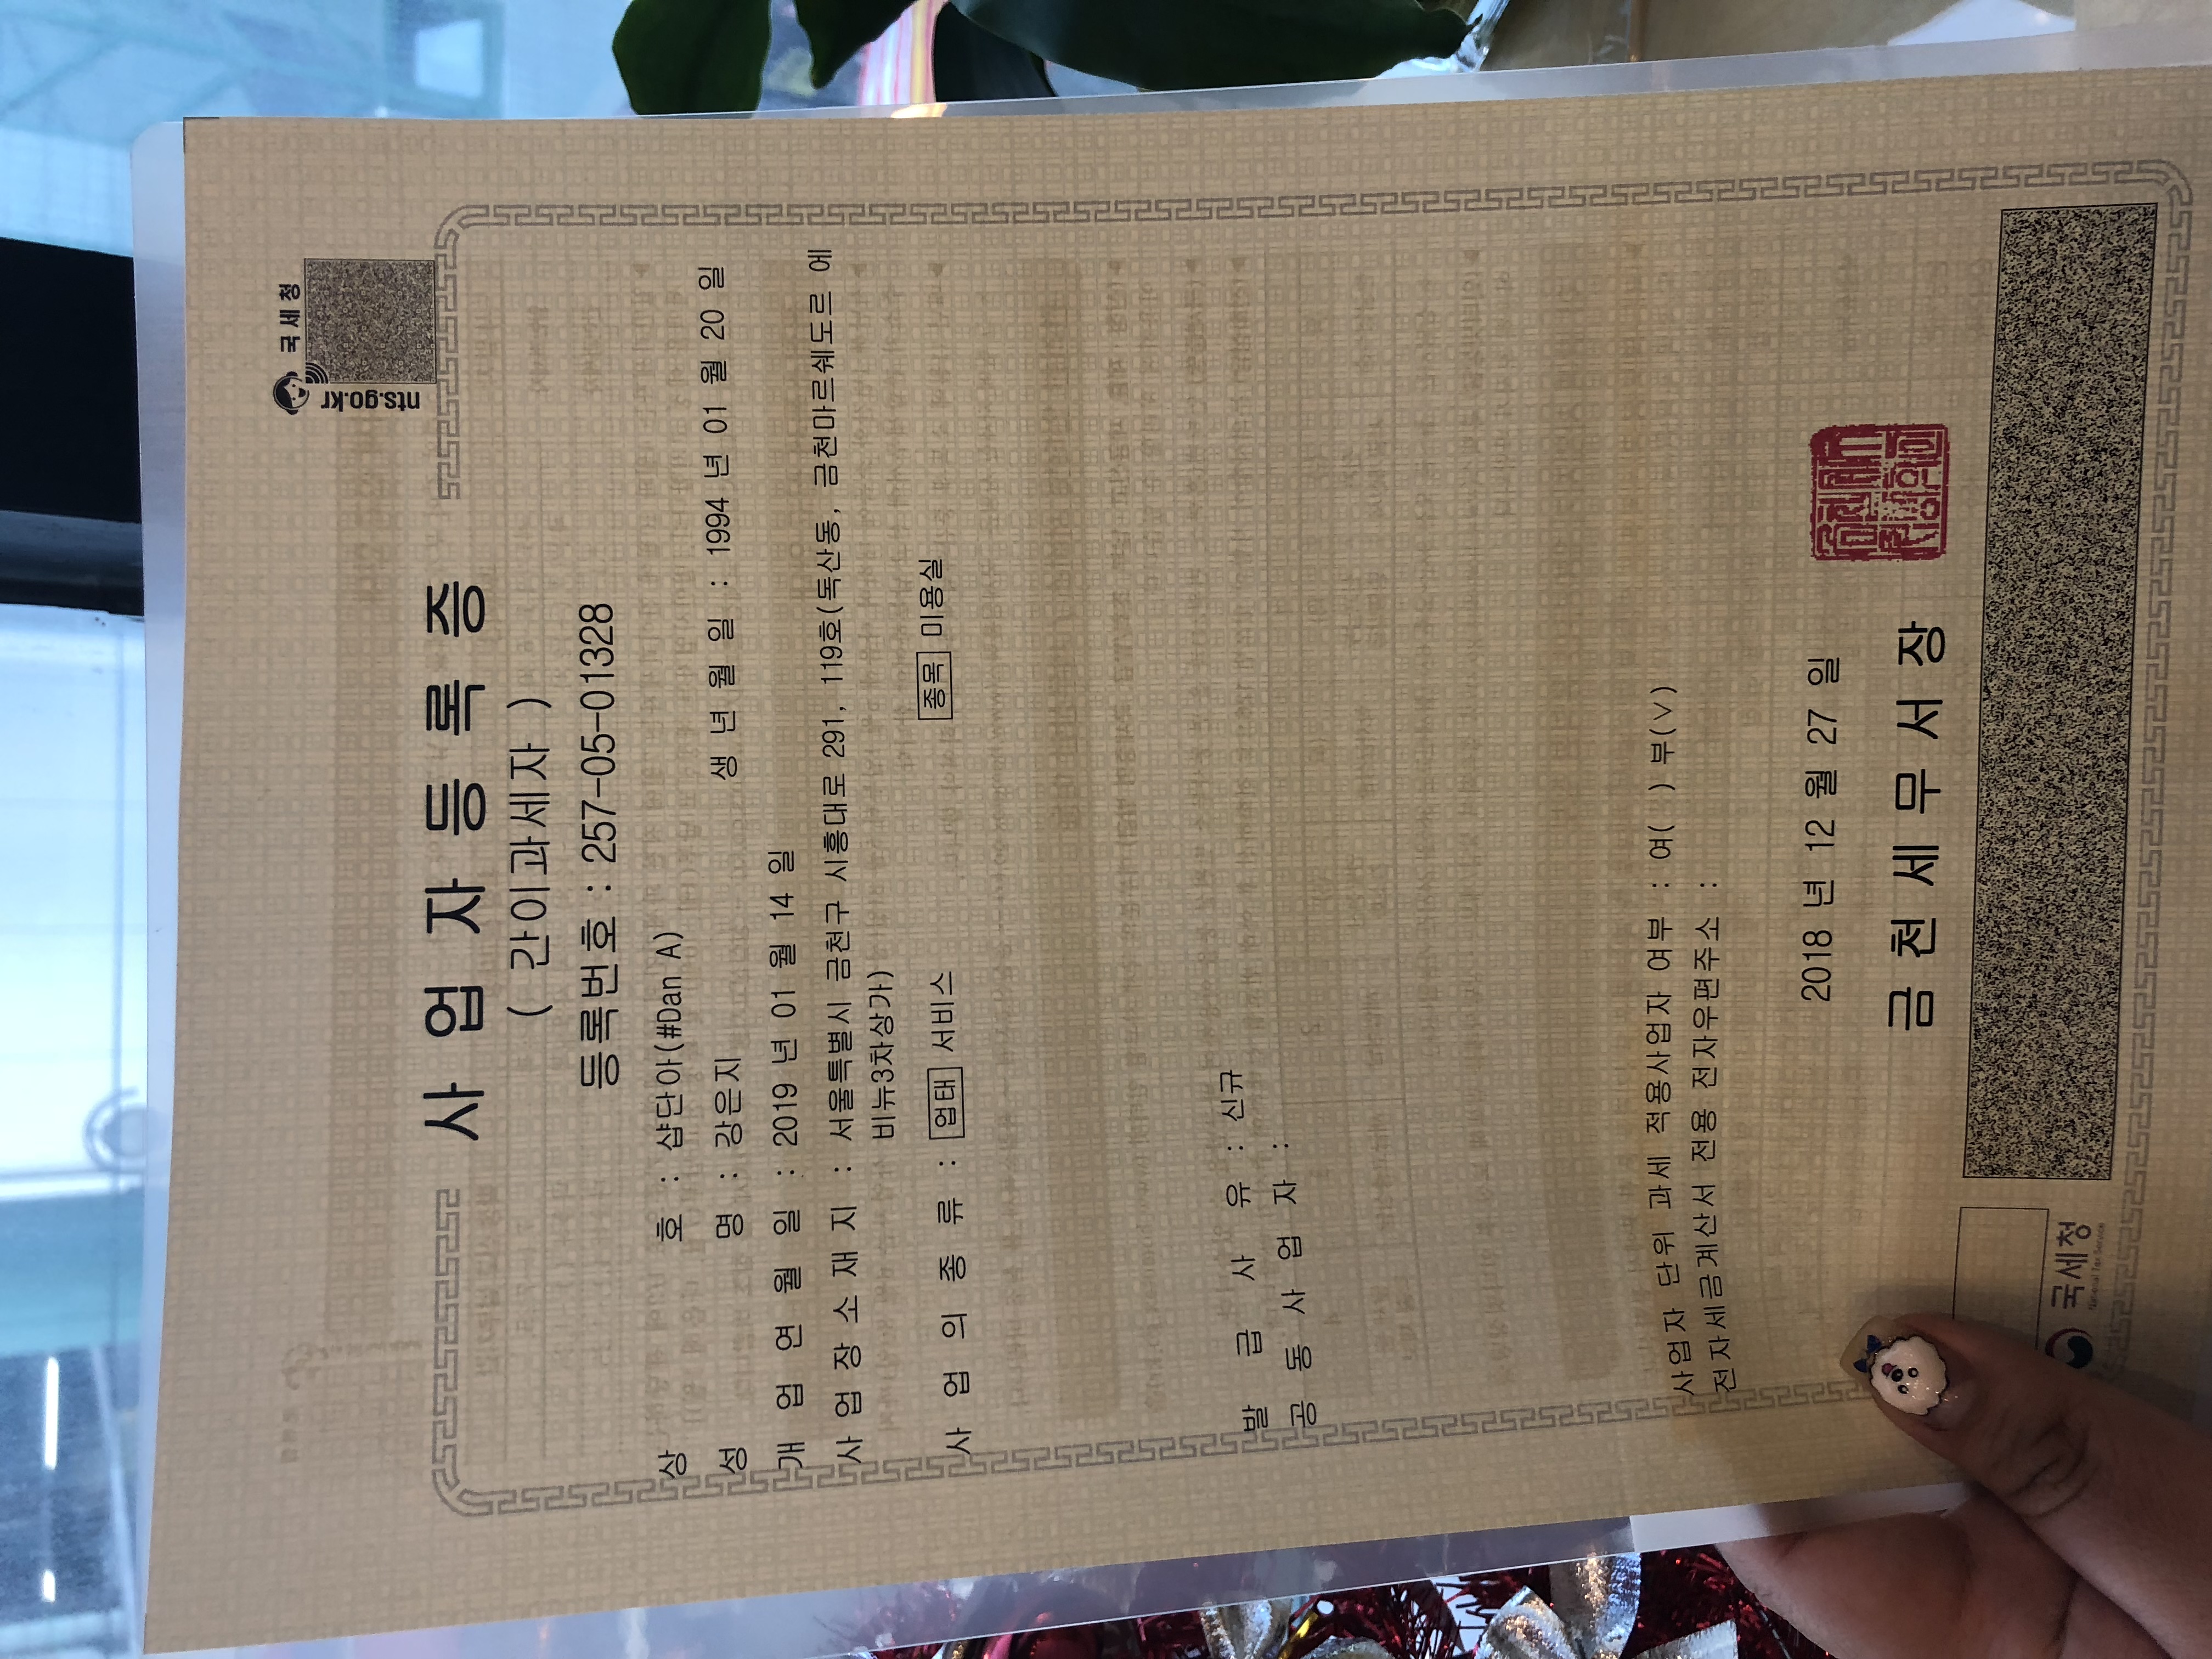 국세청
nts.go.kr
사업자등록증
( 간이과세자 )
등록번호 : 257-05-01328
상 호 : 샵단아(#Dan A)
성 명 : 강은지 생 년 월 일 : 1994 년 01 월 20 일
개 업 연 월 일 : 2019 년 01 월 14 일
사 업 장 소 재 지 : 서울특별시 금천구 시흥대로 291, 119호(독산동, 금천마르쉐도르 에
비뉴3차상가)
사 업 의 종 류 : 업태 서비스 종목 미용실
발 급 사 유 : 신규
공 동 사 업 자 :
사업자 단위 과세 적용사업자 여부 : 여( ) 부(∨)
전자세금계산서 전용 전자우편주소 :
2018 년 12 월 27 일
금 천 세 무 서 장
국세청
National Tax Service